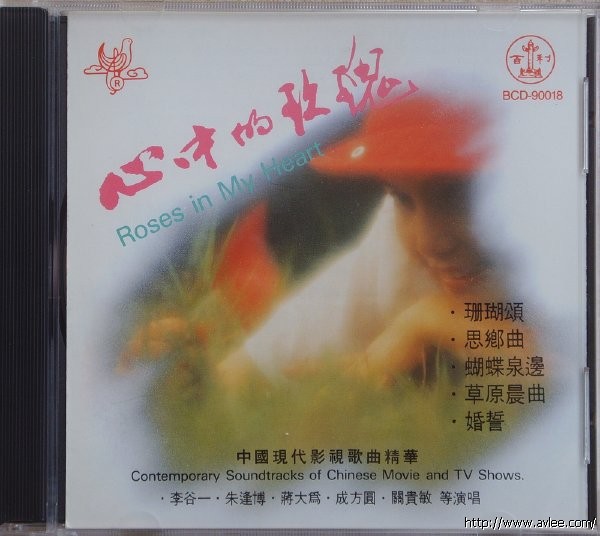 R
百利
BCD-90018
心中的玫瑰
Roses in My Heart
·珊瑚頌
·思鄉曲
·蝴蝶泉邊
·草原晨曲
·婚誓
中國現代影視歌曲精華
Contemporary Soundtracks of Chinese Movie and TV Shows.
·李谷一·朱逢博·蔣大爲·成方圓·關貴敏 等演唱
http://www.avlee.com/